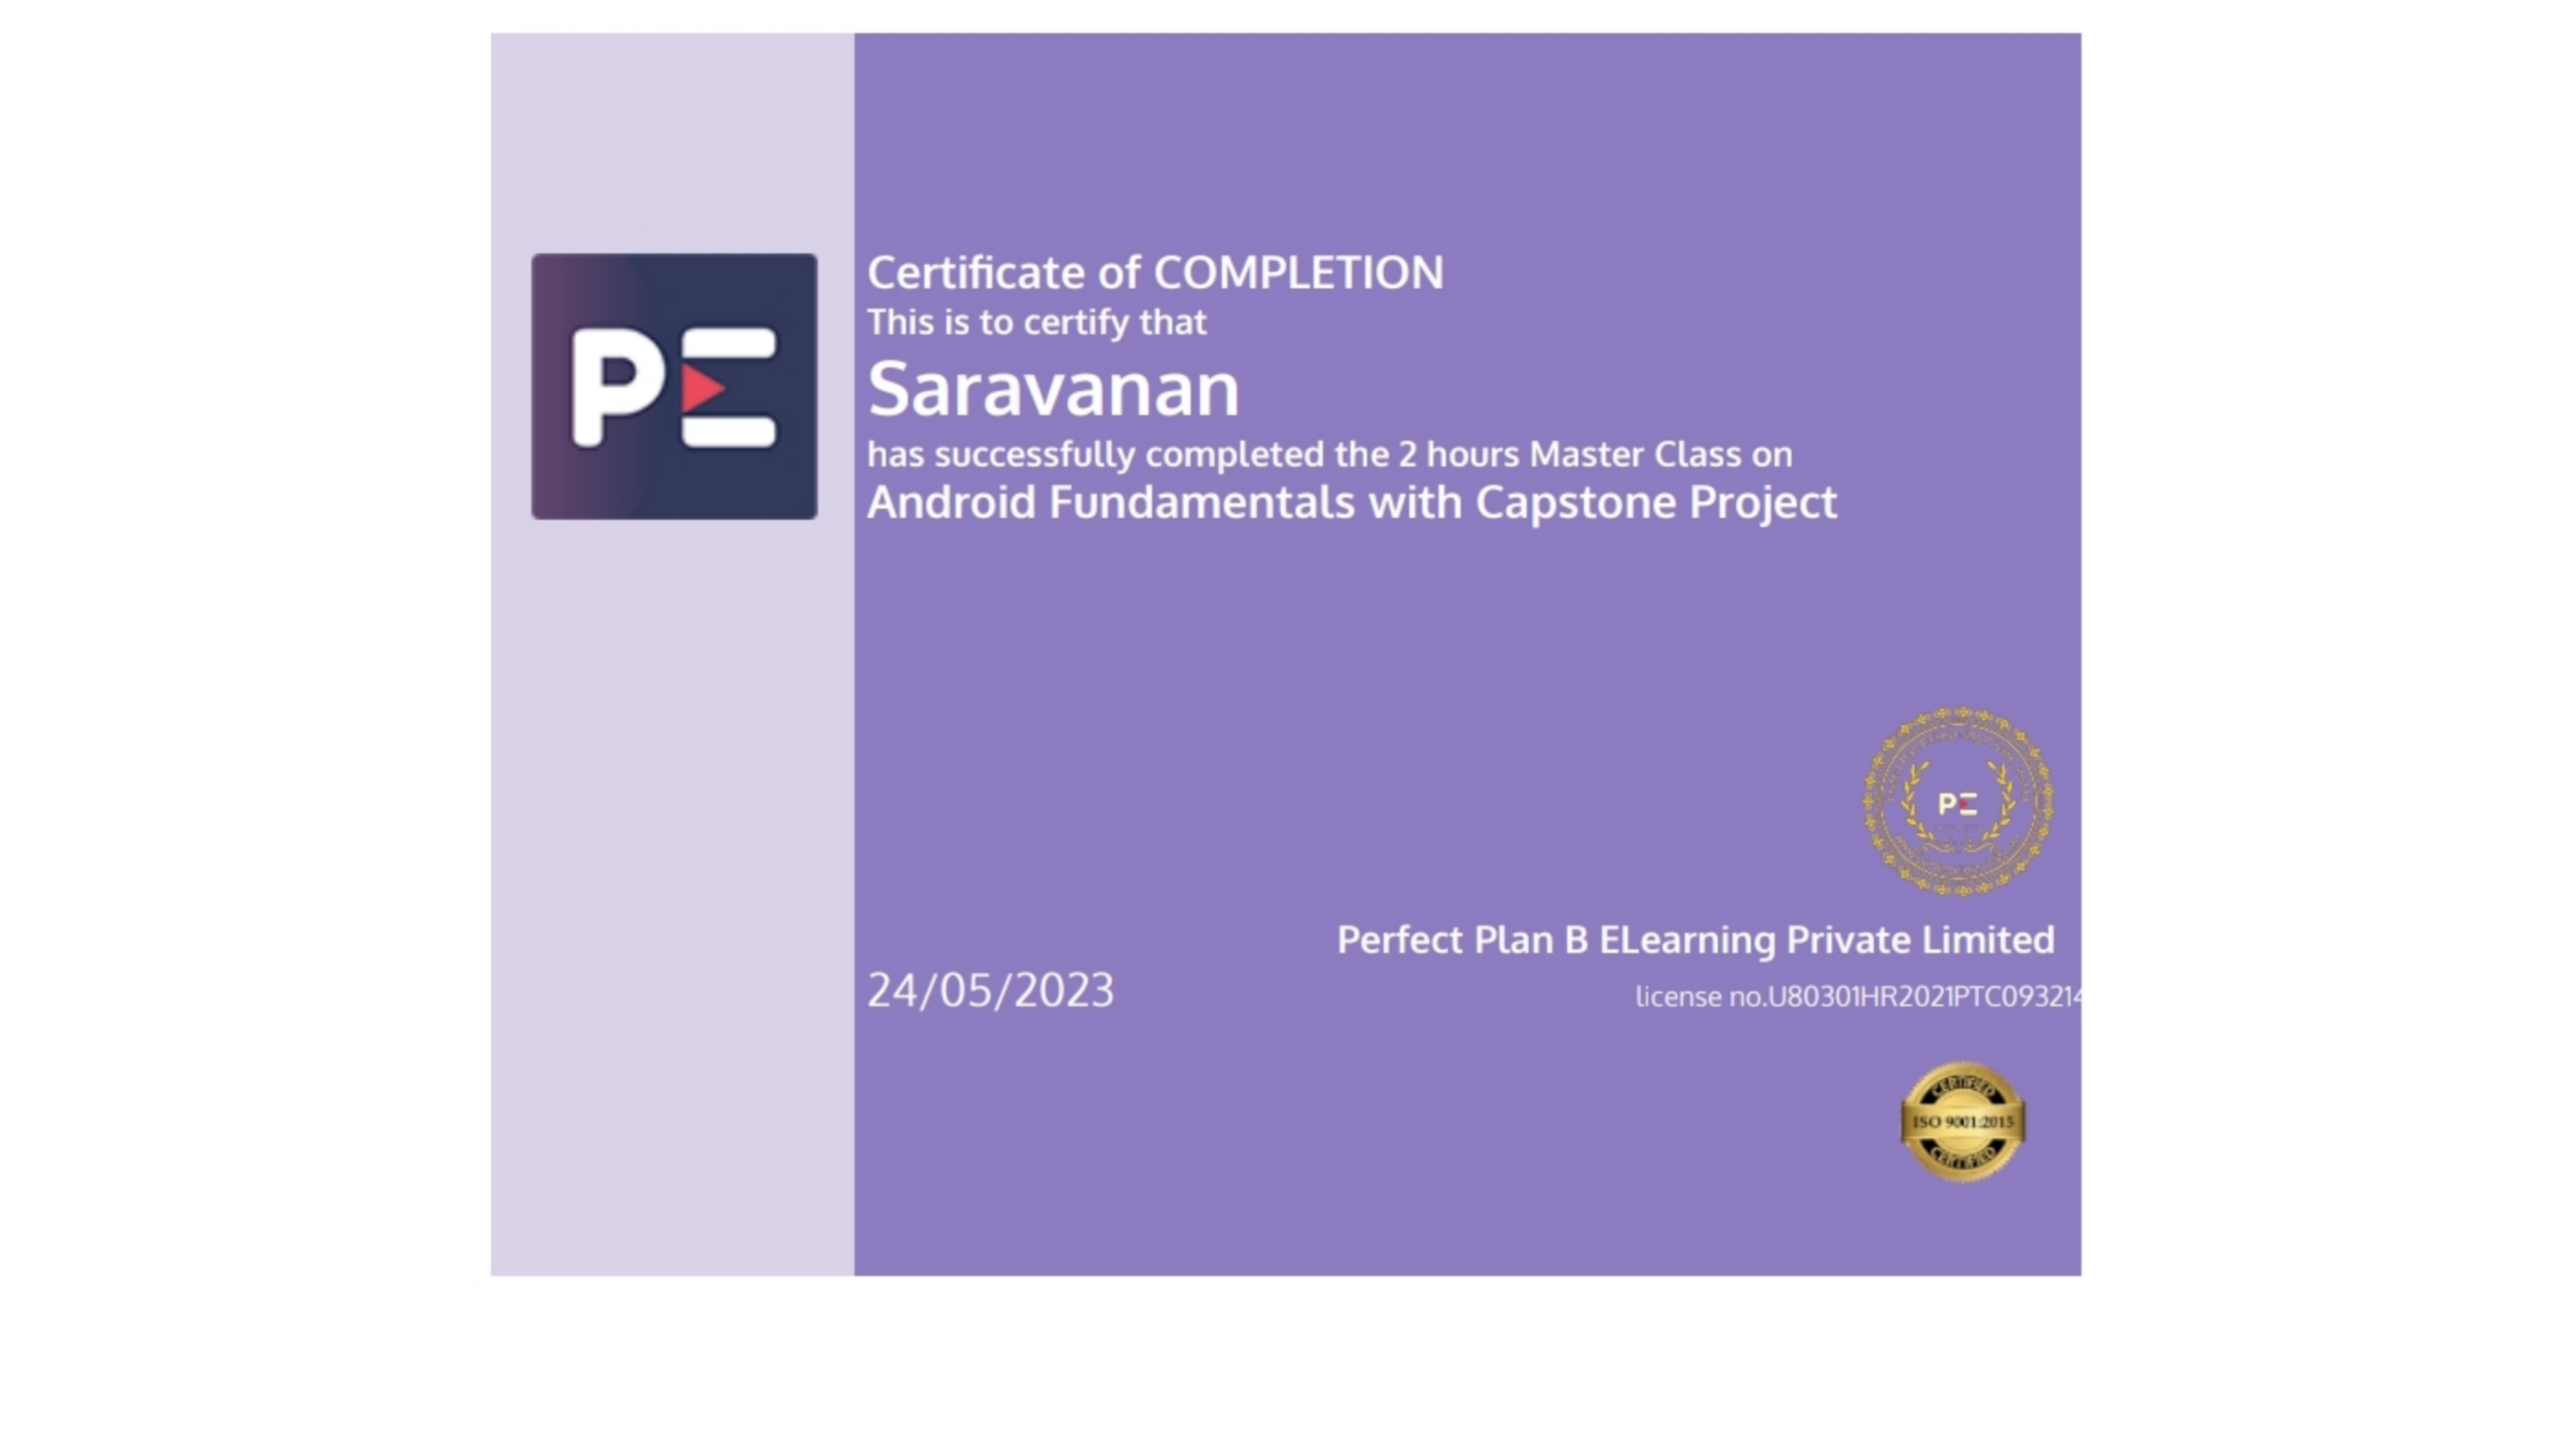 PE
Certificate of COMPLETION
This is to certify that
Saravanan
has successfully completed the 2 hours Master Class on
Android Fundamentals with Capstone Project
PE
Perfect Plan B ELearning Private Limited
24/05/2023
license no.U80301HR2021PTC093214
CERTIFIED
ISO 9001:2015
CERTIFIED